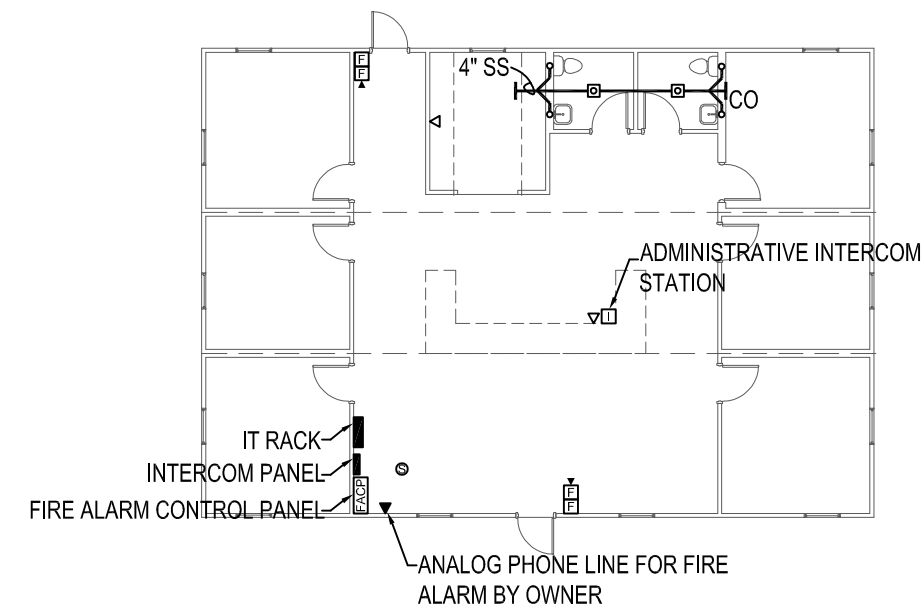 F
F
4" SS
CO
ADMINISTRATIVE INTERCOM
STATION
I
IT RACK
INTERCOM PANEL
S
FACP
FIRE ALARM CONTROL PANEL
F
F
ANALOG PHONE LINE FOR FIRE
ALARM BY OWNER